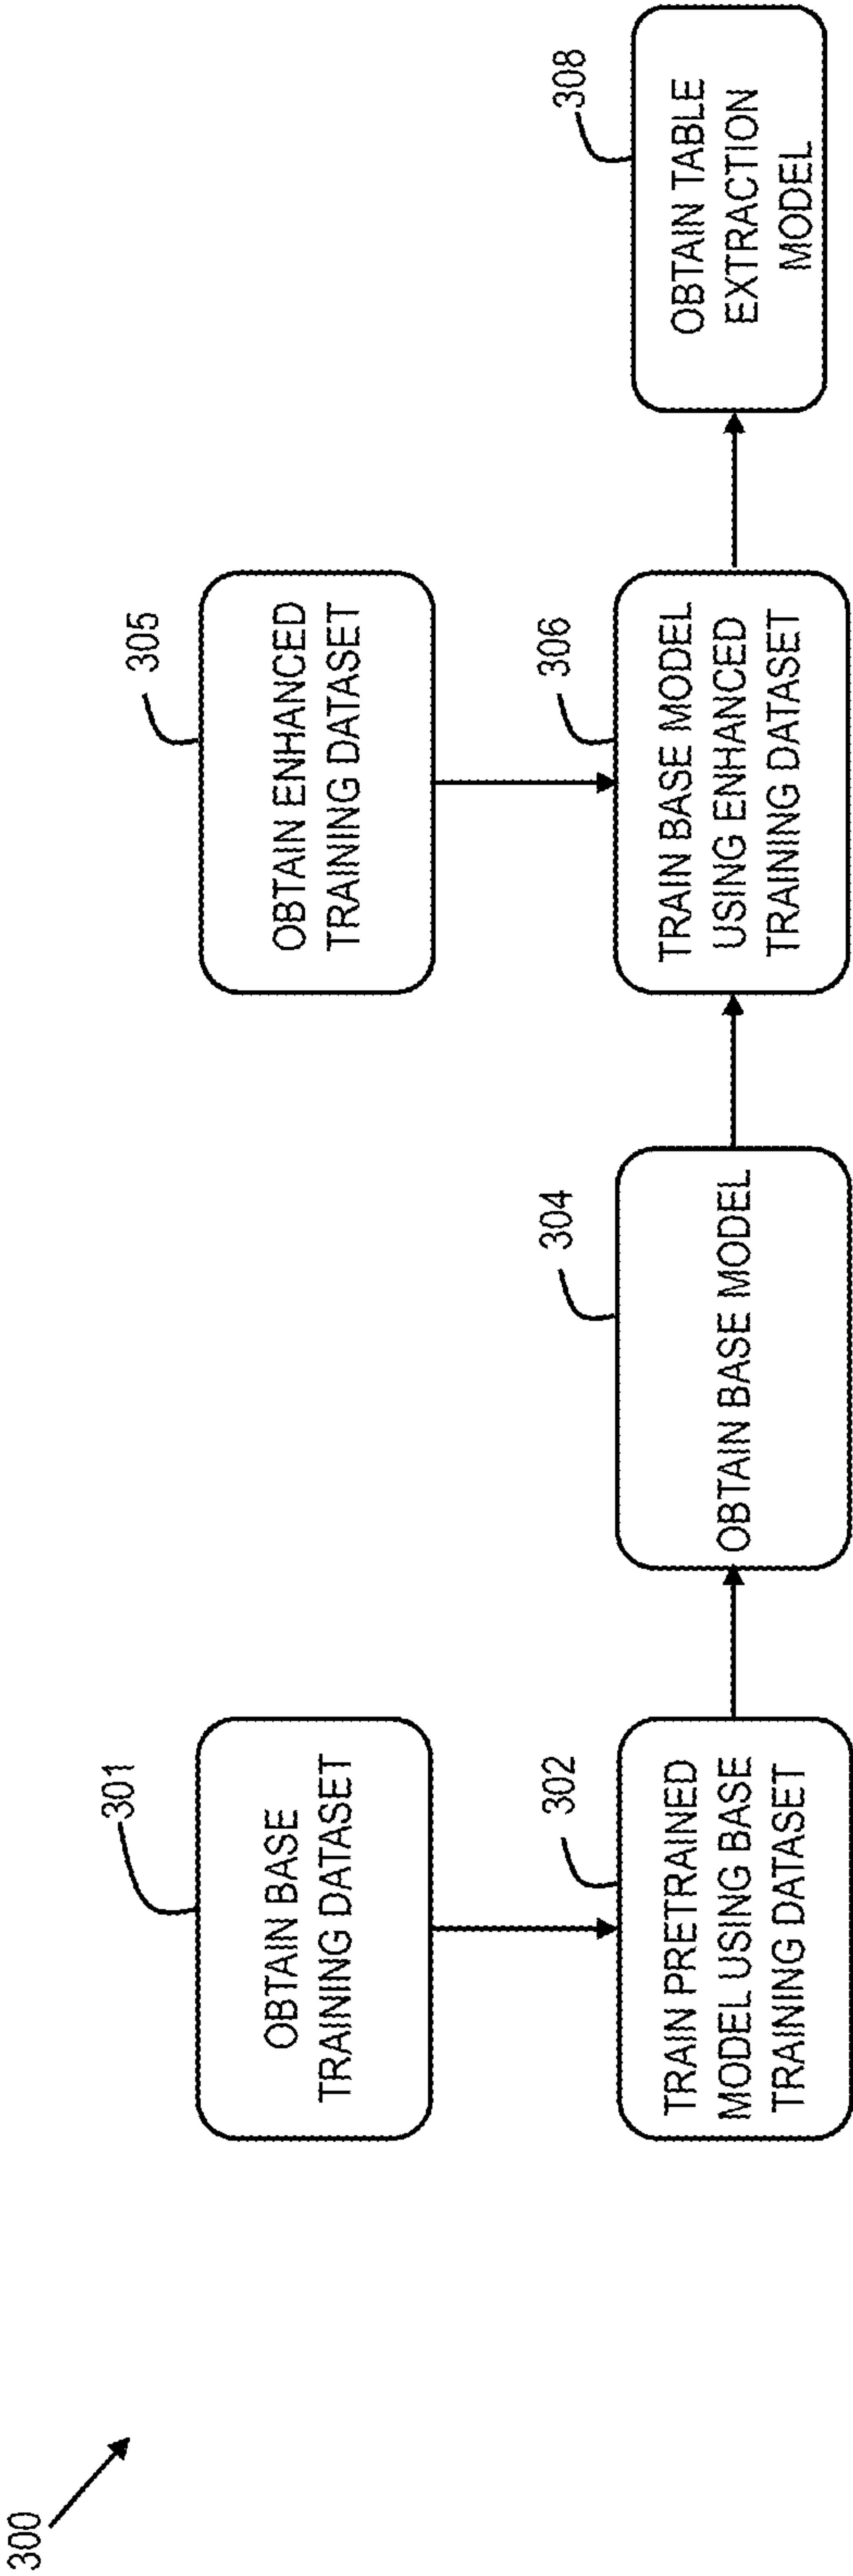 300
301
OBTAIN BASE
TRAINING DATASET
302
TRAIN PRETRAINED
MODEL USING BASE
TRAINING DATASET
304
OBTAIN BASE MODEL
305
OBTAIN ENHANCED
TRAINING DATASET
306
TRAIN BASE MODEL
USING ENHANCED
TRAINING DATASET
308
OBTAIN TABLE
EXTRACTION
MODEL